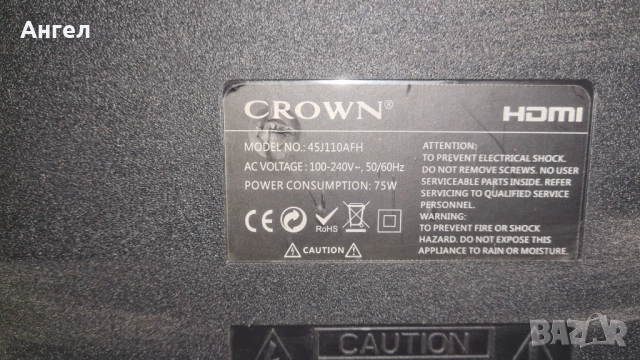 Ангел
CROWN®
HDMI
MODEL NO.: 45J110AFH
AC VOLTAGE : 100-240V~, 50/60Hz
POWER CONSUMPTION: 75W
CE
RoHS
CAUTION
ATTENTION:
TO PREVENT ELECTRICAL SHOCK.
DO NOT REMOVE SCREWS. NO USER
SERVICEABLE PARTS INSIDE. REFER
SERVICING TO QUALIFIED SERVICE
PERSONNEL.
WARNING:
TO PREVENT FIRE OR SHOCK
HAZARD. DO NOT EXPOSE THIS
APPLIANCE TO RAIN OR MOISTURE.
CAUTION
BAZAR